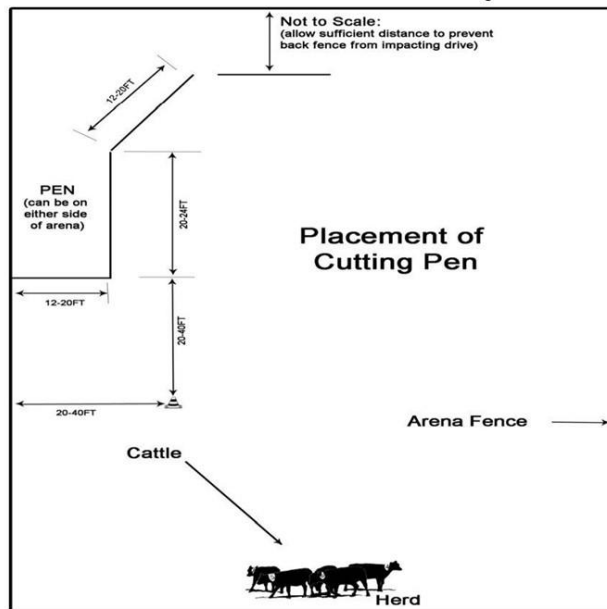 Not to Scale:
(allow sufficient distance to prevent
back fence from impacting drive)
12-20FT
PEN
(can be on
either side
of arena)
20-24FT
Placement of
Cutting Pen
12-20FT
20-40FT
20-40FT
Arena Fence
Cattle
Herd